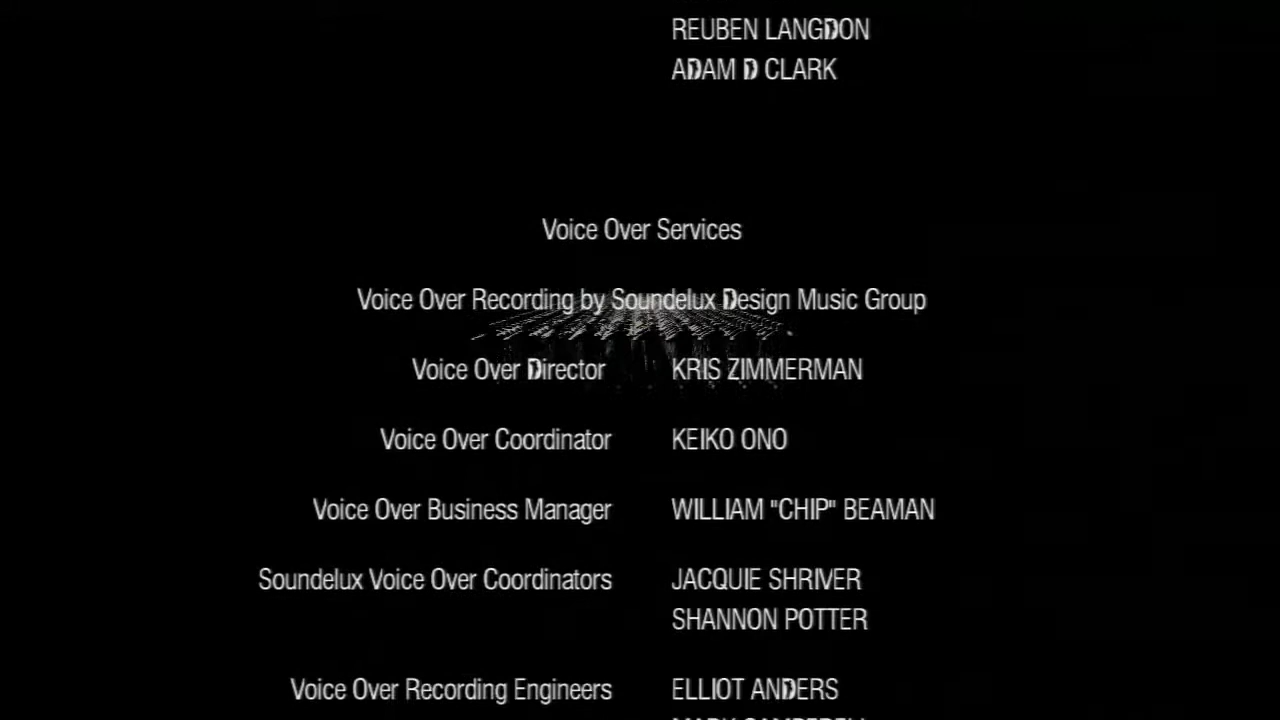 REUBEN LANGDON
ADAM D CLARK
Voice Over Services
Voice Over Recording by Soundelux Design Music Group
Voice Over Director KRIS ZIMMERMAN
Voice Over Coordinator KEIKO ONO
Voice Over Business Manager WILLIAM "CHIP" BEAMAN
Soundelux Voice Over Coordinators JACQUIE SHRIVER
SHANNON POTTER
Voice Over Recording Engineers ELLIOT ANDERS